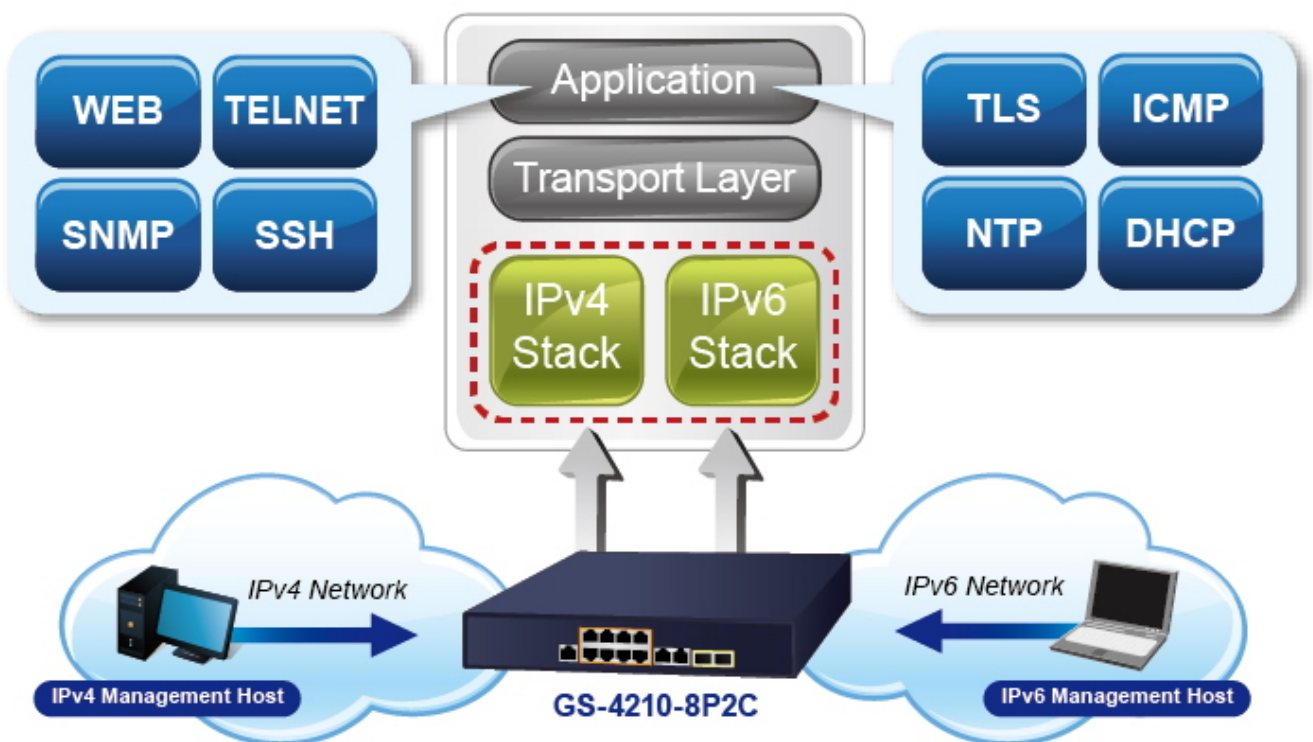 WEB
TELNET
SNMP
SSH
Application
Transport Layer
IPv4
Stack
IPv6
Stack
TLS
ICMP
NTP
DHCP
IPv4 Network
IPv4 Management Host
GS-4210-8P2C
IPv6 Network
IPv6 Management Host